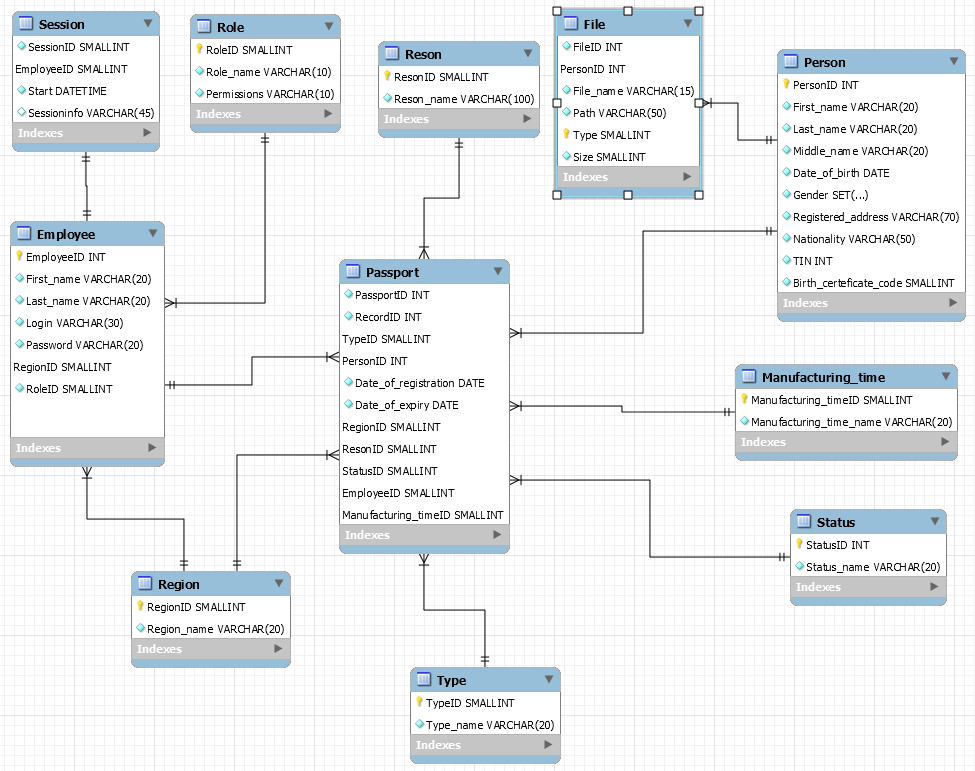 Session
SessionID SMALLINT
EmployeeID SMALLINT
Start DATETIME
Sessioninfo VARCHAR(45)
Indexes
Role
RoleID SMALLINT
Role_name VARCHAR(10)
Permissions VARCHAR(10)
Indexes
Reson
ResonID SMALLINT
Reson_name VARCHAR(100)
Indexes
File
FileID INT
PersonID INT
File_name VARCHAR(15)
Path VARCHAR(50)
Type SMALLINT
Size SMALLINT
Indexes
Person
PersonID INT
First_name VARCHAR(20)
Last_name VARCHAR(20)
Middle_name VARCHAR(20)
Date_of_birth DATE
Gender SET(...)
Registered_address VARCHAR(70)
Nationality VARCHAR(50)
TIN INT
Birth_certeficate_code SMALLINT
Indexes
Employee
EmployeeID INT
First_name VARCHAR(20)
Last_name VARCHAR(20)
Login VARCHAR(30)
Password VARCHAR(20)
RegionID SMALLINT
RoleID SMALLINT
Indexes
Passport
PassportID INT
RecordID INT
TypeID SMALLINT
PersonID INT
Date_of_registration DATE
Date_of_expiry DATE
RegionID SMALLINT
ResonID SMALLINT
StatusID SMALLINT
EmployeeID SMALLINT
Manufacturing_timeID SMALLINT
Indexes
Manufacturing_time
Manufacturing_timeID SMALLINT
Manufacturing_time_name VARCHAR(20)
Indexes
Status
StatusID INT
Status_name VARCHAR(20)
Indexes
Region
RegionID SMALLINT
Region_name VARCHAR(20)
Indexes
Type
TypeID SMALLINT
Type_name VARCHAR(20)
Indexes